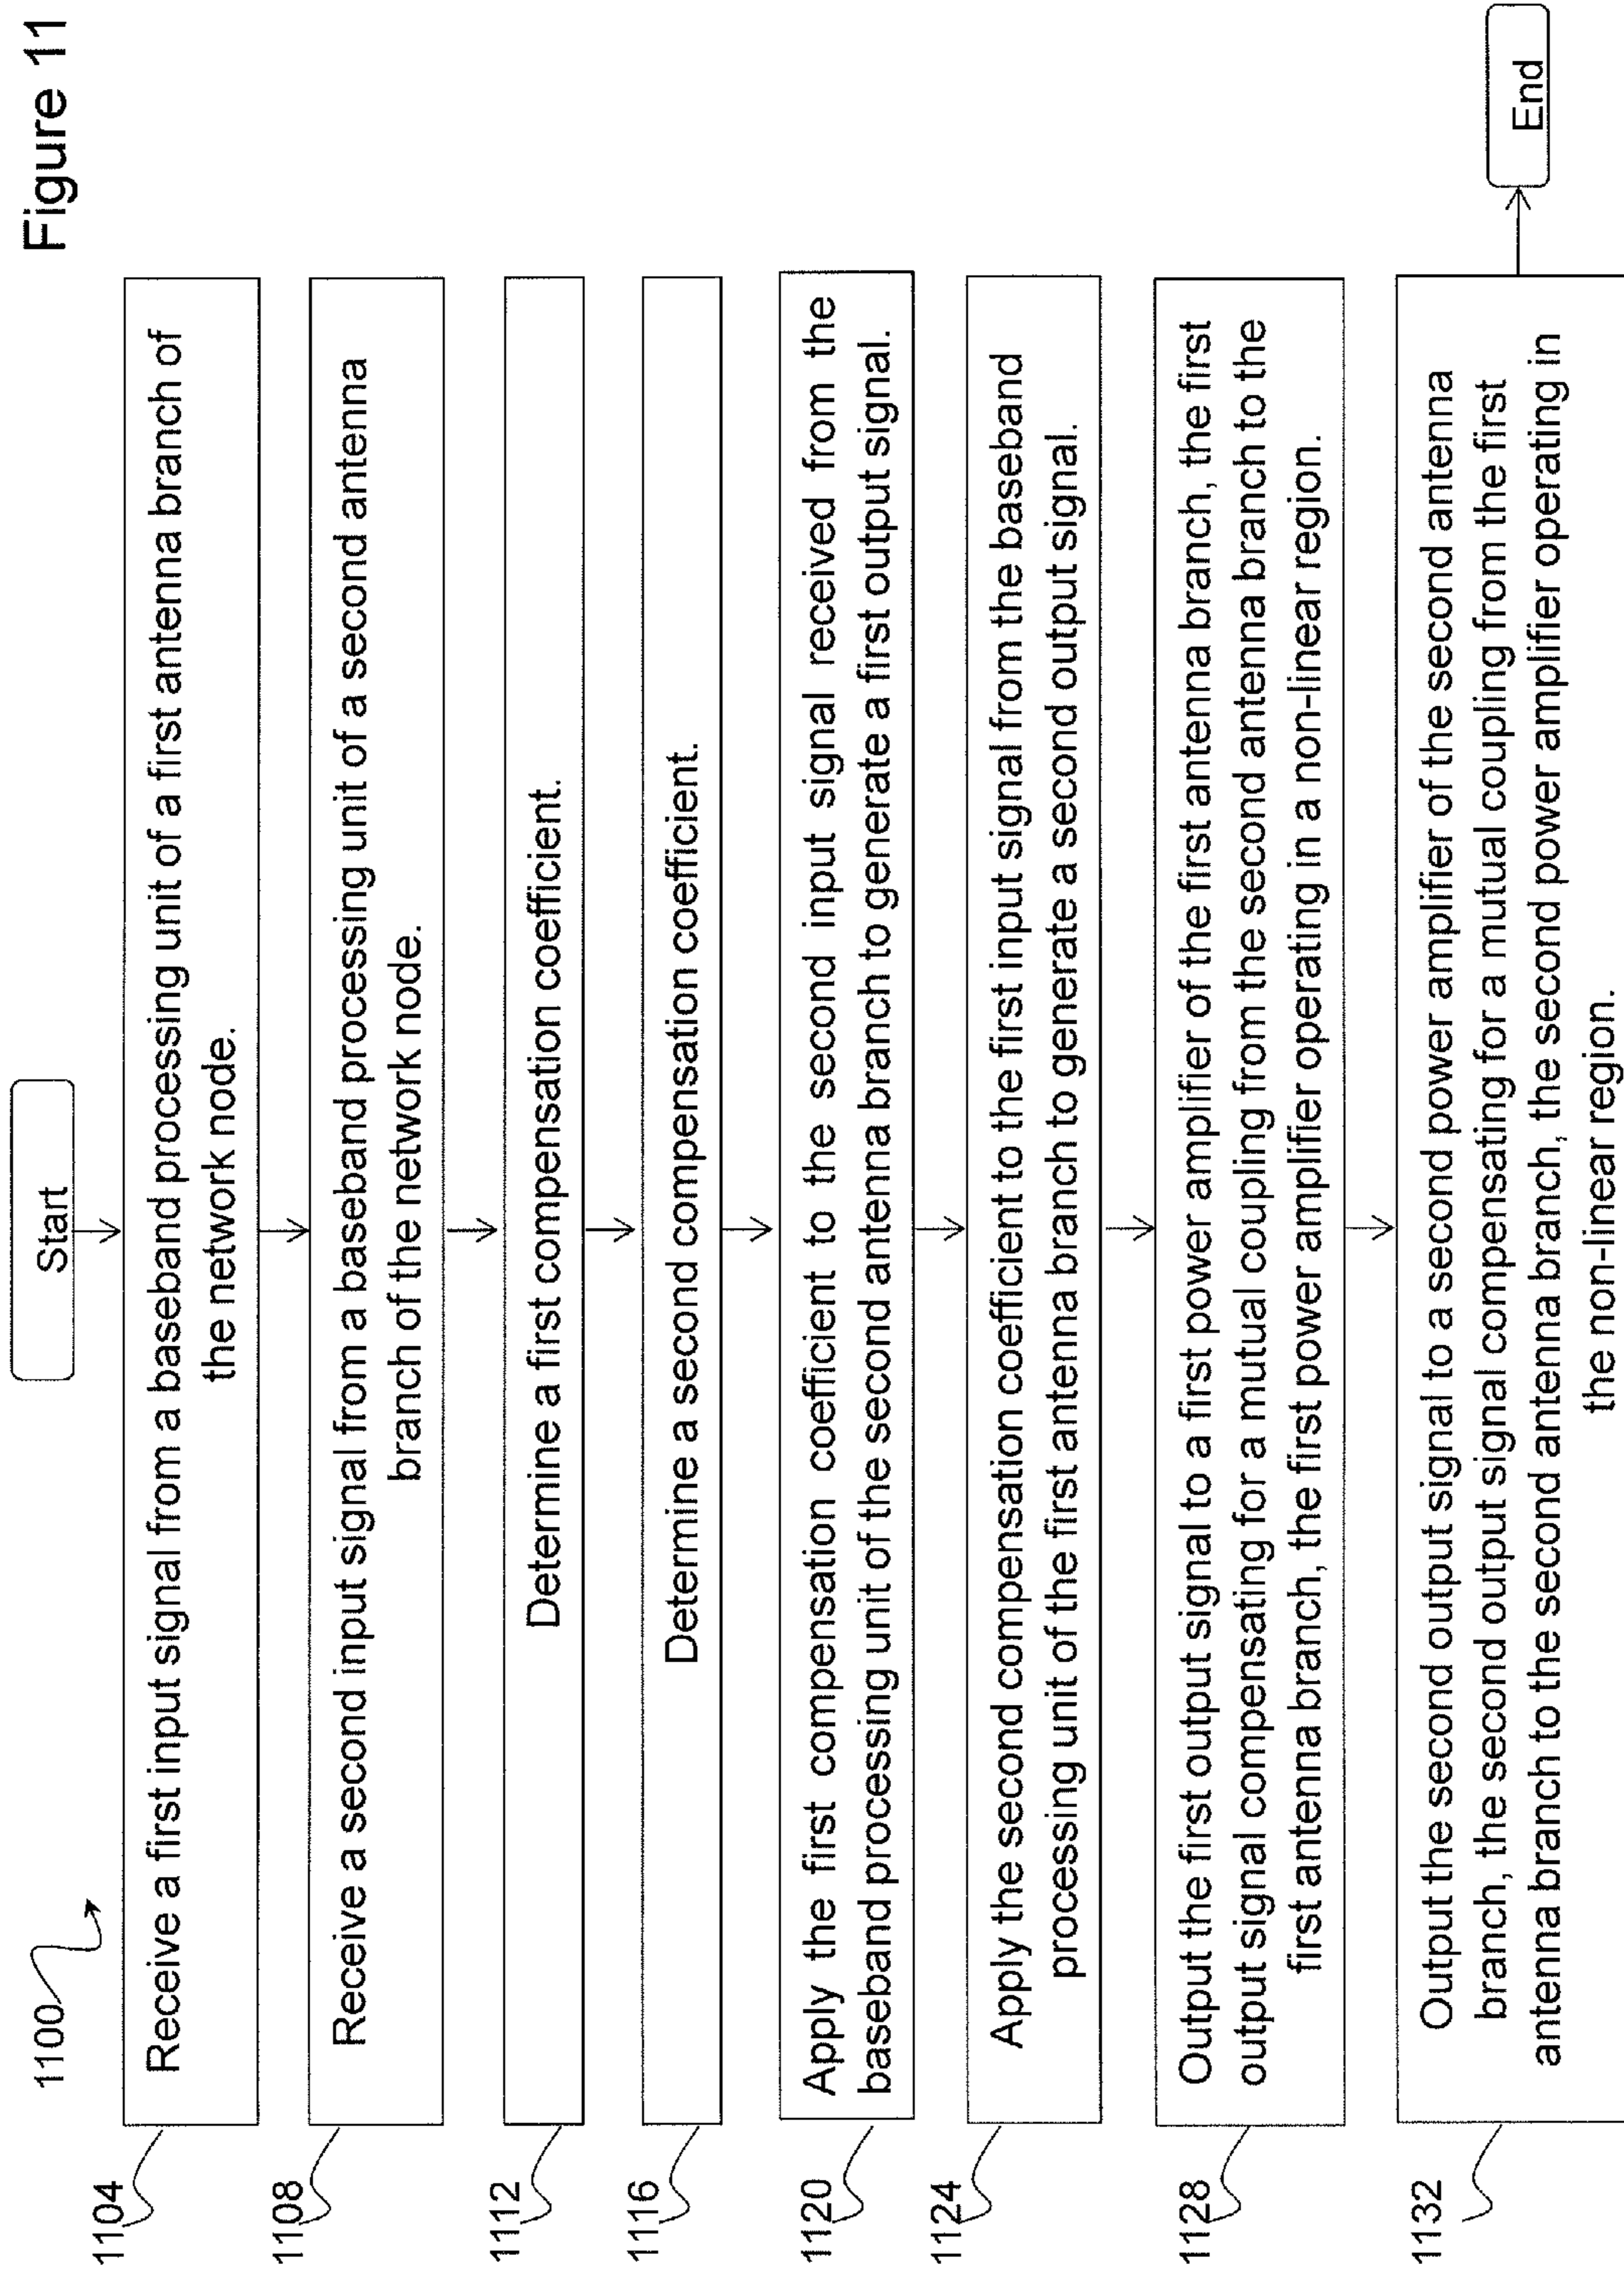 Figure 11
1100
Start
1104
Receive a first input signal from a baseband processing unit of a first antenna branch of
the network node.
1108
Receive a second input signal from a baseband processing unit of a second antenna
branch of the network node.
1112
Determine a first compensation coefficient.
1116
Determine a second compensation coefficient.
1120
Apply the first compensation coefficient to the second input signal received from the
baseband processing unit of the second antenna branch to generate a first output signal.
1124
Apply the second compensation coefficient to the first input signal from the baseband
processing unit of the first antenna branch to generate a second output signal.
1128
Output the first output signal to a first power amplifier of the first antenna branch, the first
output signal compensating for a mutual coupling from the second antenna branch to the
first antenna branch, the first power amplifier operating in a non-linear region.
1132
Output the second output signal to a second power amplifier of the second antenna
branch, the second output signal compensating for a mutual coupling from the first
antenna branch to the second antenna branch, the second power amplifier operating in
the non-linear region.
End